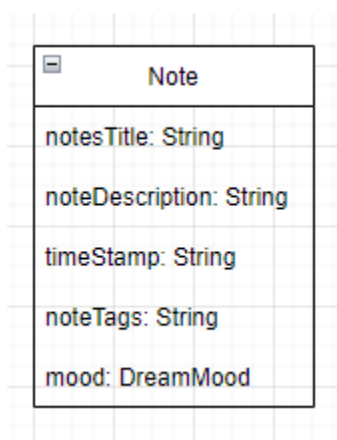 Note
notesTitle: String
noteDescription: String
timeStamp: String
noteTags: String
mood: DreamMood